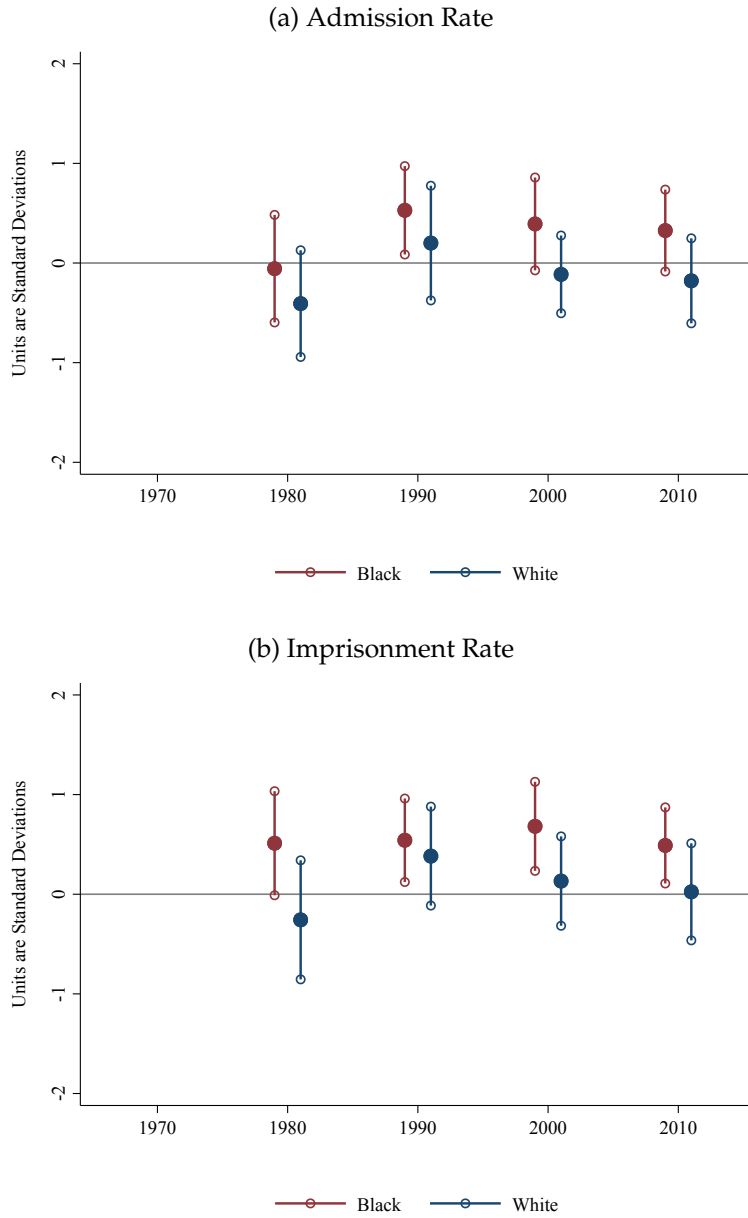 (a) Admission Rate
Units are Standard Deviations
2
1
0
-1
-2
1970 1980 1990 2000 2010
Black White
(b) Imprisonment Rate
Units are Standard Deviations
2
1
0
-1
-2
1970 1980 1990 2000 2010
Black White